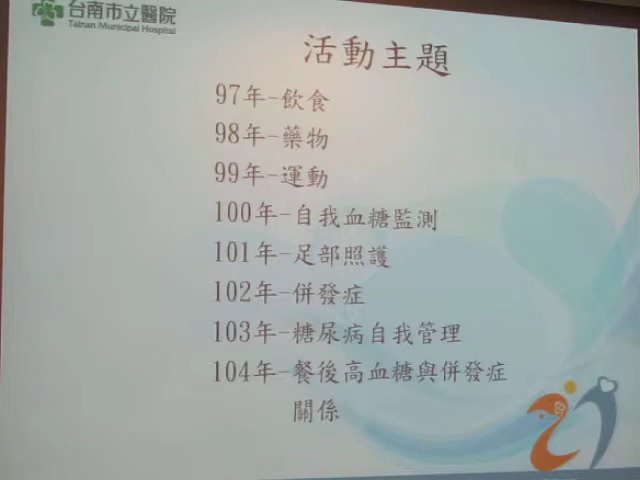 台南市立醫院
Tainan Municipal Hospital
活動主題
97年-飲食
98年-藥物
99年-運動
100年-自我血糖監測
101年-足部照護
102年-併發症
103年-糖尿病自我管理
104年-餐後高血糖與併發症
關係